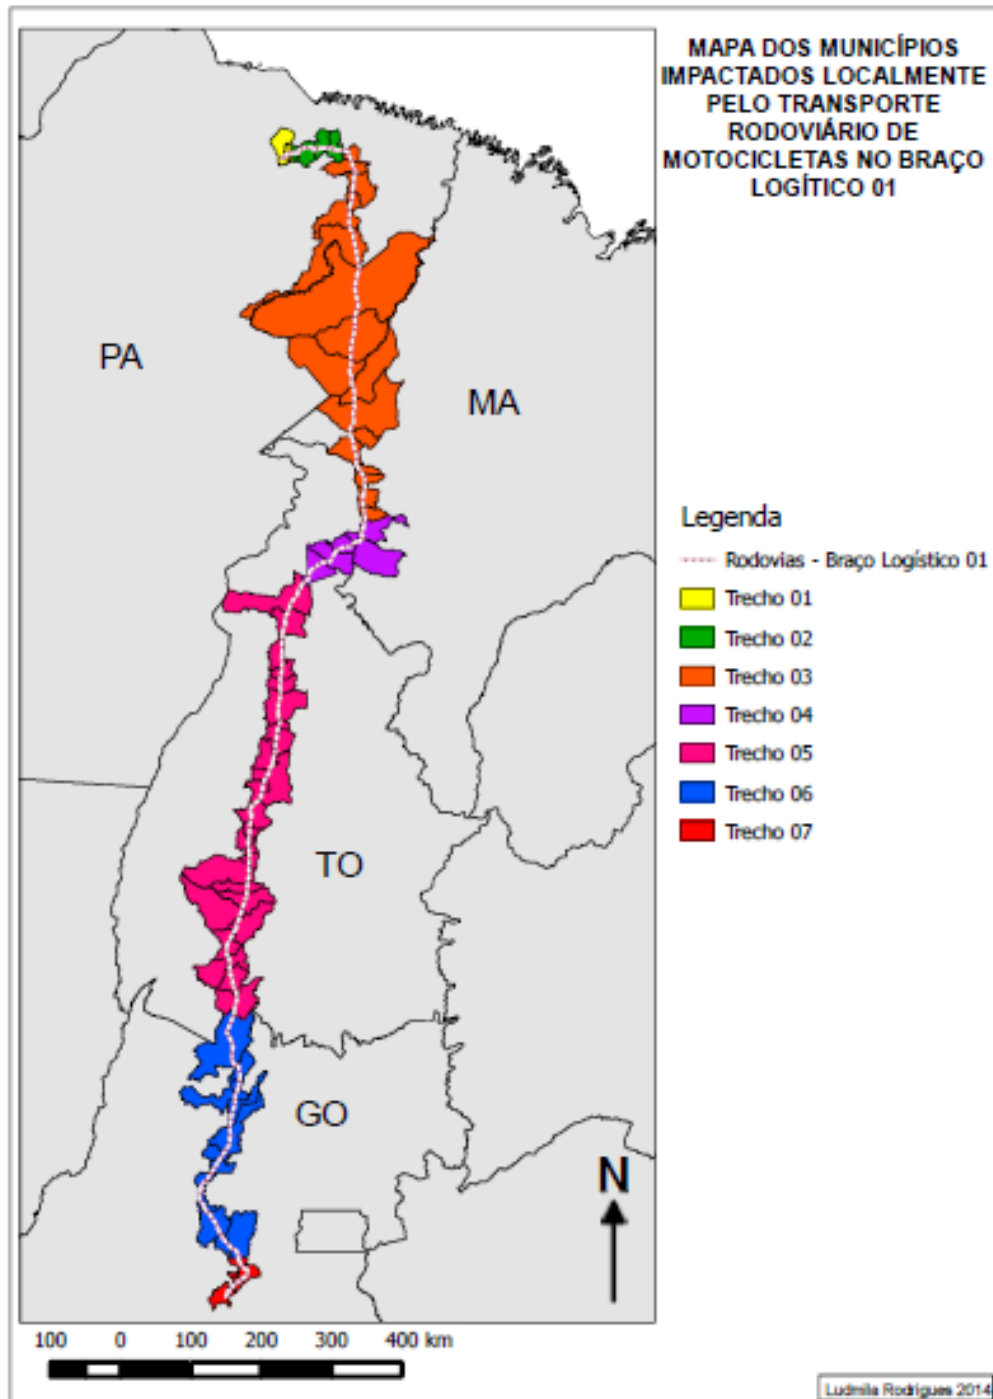 MAPA DOS MUNICÍPIOS
IMPACTADOS LOCALMENTE
PELO TRANSPORTE
RODOVIÁRIO DE
MOTOCICLETAS NO BRAÇO
LOGÍTICO 01
PA
MA
TO
GO
N
Legenda
Rodovias - Braço Logístico 01
Trecho 01
Trecho 02
Trecho 03
Trecho 04
Trecho 05
Trecho 06
Trecho 07
100 0 100 200 300 400 km
Ludmila Rodrigues 2014